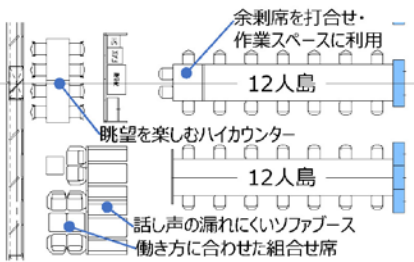 余剰席を打合せ・
作業スペースに利用
12人島
眺望を楽しむハイカウンター
12人島
話し声の漏れにくいソファブース
働き方に合わせた組合せ席